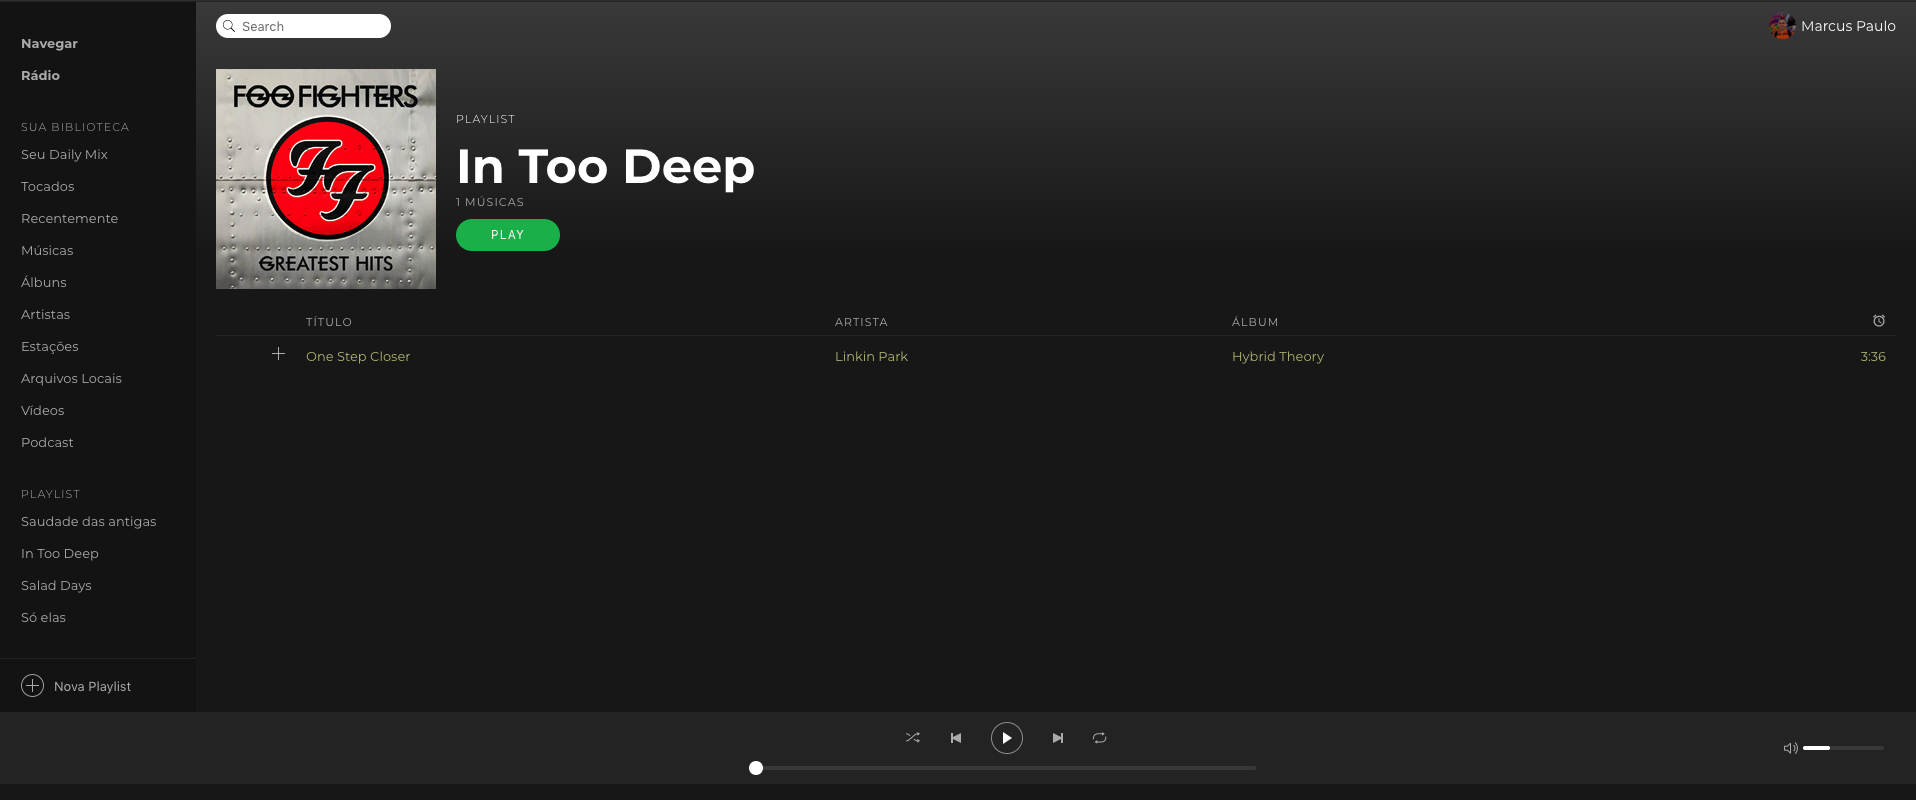 Navegar
Rádio
SUA BIBLIOTECA
Seu Daily Mix
Tocados
Recentemente
Músicas
Álbuns
Artistas
Estações
Arquivos Locais
Vídeos
Podcast
PLAYLIST
Saudade das antigas
In Too Deep
Salad Days
Só elas
Nova Playlist
Search
Marcus Paulo
FOO FIGHTERS
FF
GREATEST HITS
PLAYLIST
In Too Deep
1 MÚSICAS
PLAY
TÍTULO ARTISTA ÁLBUM
One Step Closer Linkin Park Hybrid Theory 3:36